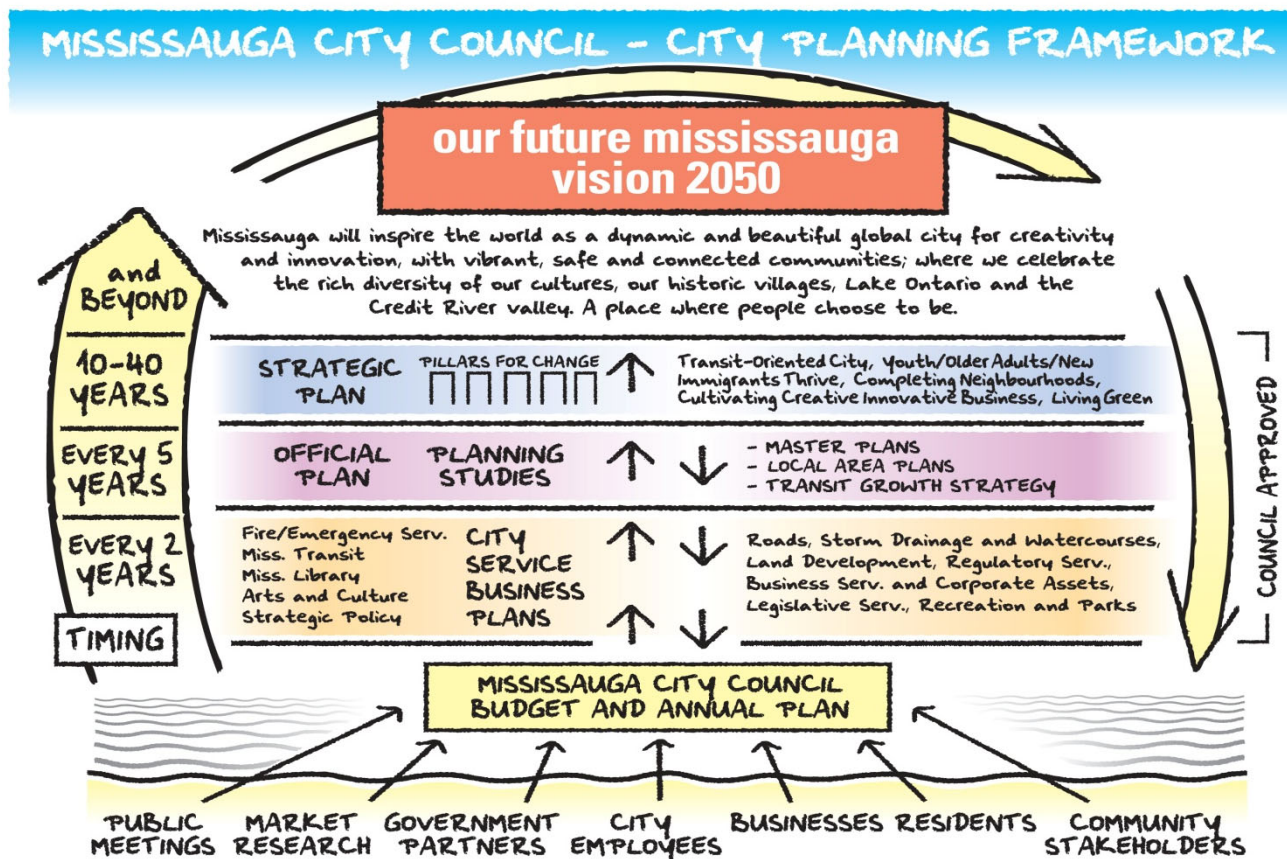 MISSISSAUGA CITY COUNCIL - CITY PLANNING FRAMEWORK
our future mississauga
vision 2050
Mississauga will inspire the world as a dynamic and beautiful global city for creativity
and innovation, with vibrant, safe and connected communities; where we celebrate
the rich diversity of our cultures, our historic villages, Lake Ontario and the
Credit River valley. A place where people choose to be.
and
BEYOND
10-40
YEARS
STRATEGIC
PLAN
PILLARS FOR CHANGE
Transit-Oriented City, Youth/Older Adults/New
Immigrants Thrive, Completing Neighbourhoods,
Cultivating Creative Innovative Business, Living Green
EVERY 5
YEARS
OFFICIAL
PLAN
PLANNING
STUDIES
- MASTER PLANS
- LOCAL AREA PLANS
- TRANSIT GROWTH STRATEGY
EVERY 2
YEARS
Fire/Emergency Serv.
Miss. Transit
Miss. Library
Arts and Culture
Strategic Policy
CITY
SERVICE
BUSINESS
PLANS
Roads, Storm Drainage and Watercourses,
Land Development, Regulatory Serv.,
Business Serv. and Corporate Assets,
Legislative Serv., Recreation and Parks
COUNCIL APPROVED
TIMING
MISSISSAUGA CITY COUNCIL
BUDGET AND ANNUAL PLAN
PUBLIC
MEETINGS
MARKET
RESEARCH
GOVERNMENT
PARTNERS
CITY
EMPLOYEES
BUSINESSES
RESIDENTS
COMMUNITY
STAKEHOLDERS